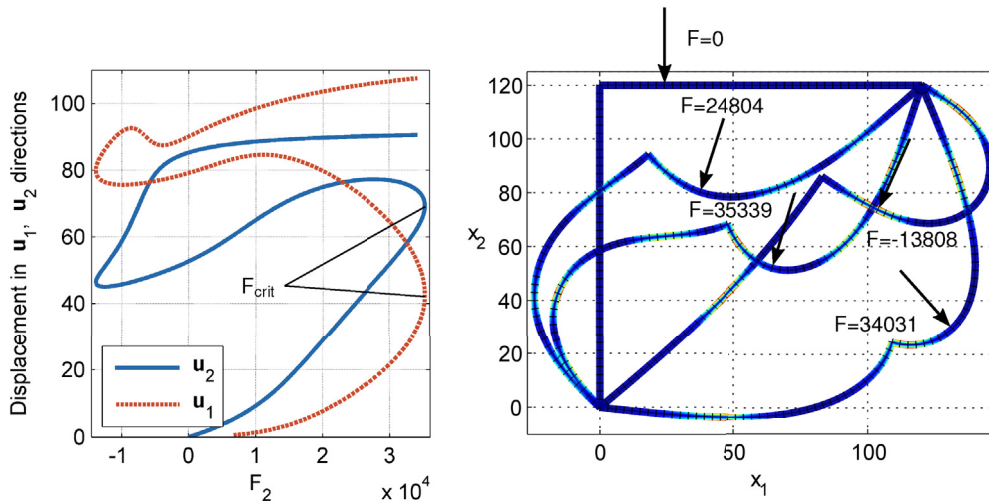 Displacement in u1, u2 directions
100
80
60
40
20
0
-1
0
1
2
3
x 10^4
F2
Fcrit
u2
u1
F=0
F=24804
F=35339
F=-13808
F=34031
x2
120
100
80
60
40
20
0
0
50
100
x1